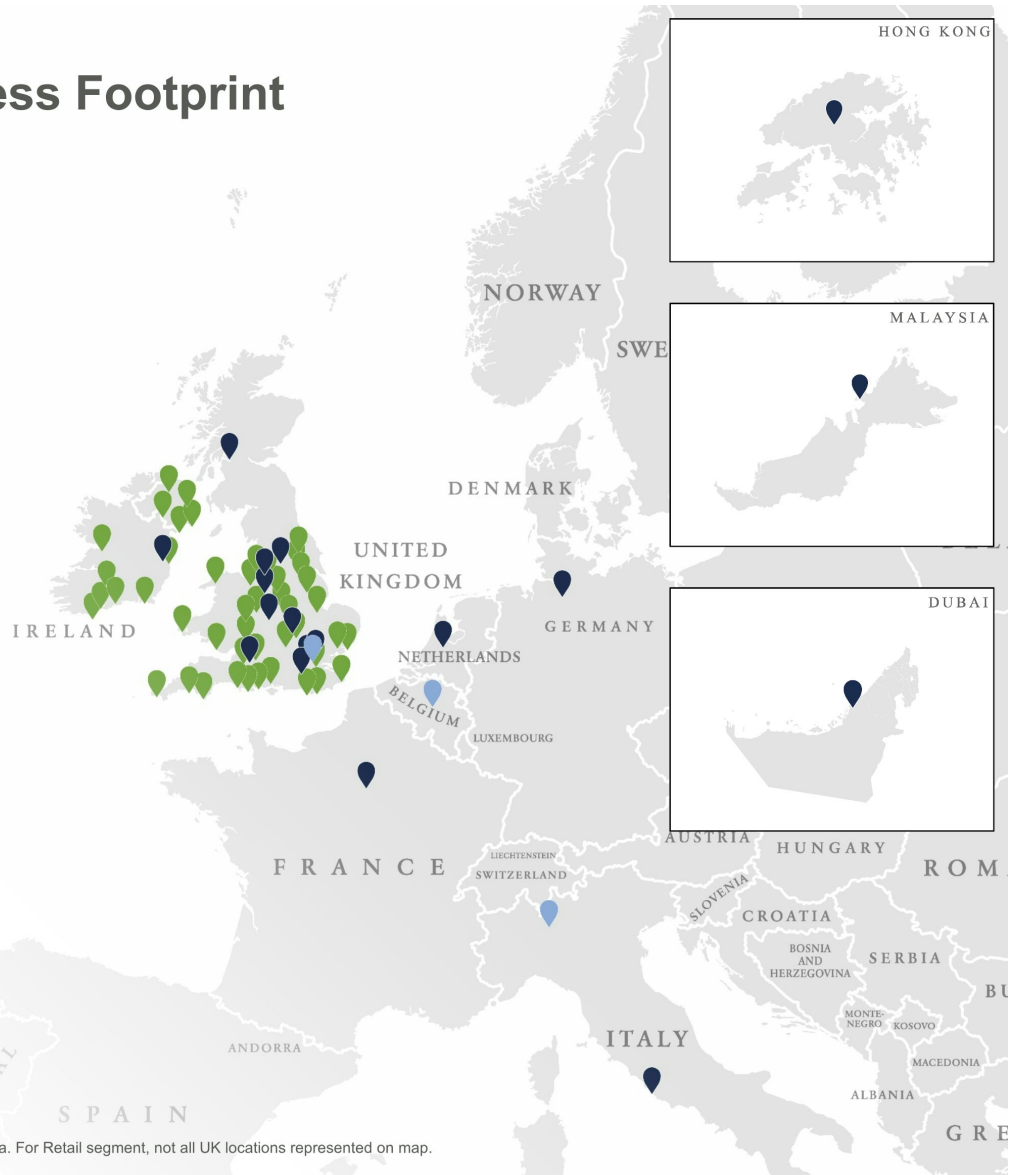 ess Footprint
HONG KONG
NORWAY
MALAYSIA
SWE
DENMARK
UNITED
KINGDOM
DUBAI
IRELAND
GERMANY
NETHERLANDS
BELGIUM
LUXEMBOURG
AUSTRIA
HUNGARY
FRANCE
LIECHTENSTEIN
SWITZERLAND
ROM
SLOVENIA
CROATIA
BOSNIA
AND
HERZEGOVINA
SERBIA
BU
MONTE-
NEGRO
KOSOVO
ITALY
ANDORRA
MACEDONIA
ALBANIA
SPAIN
GRE
a. For Retail segment, not all UK locations represented on map.